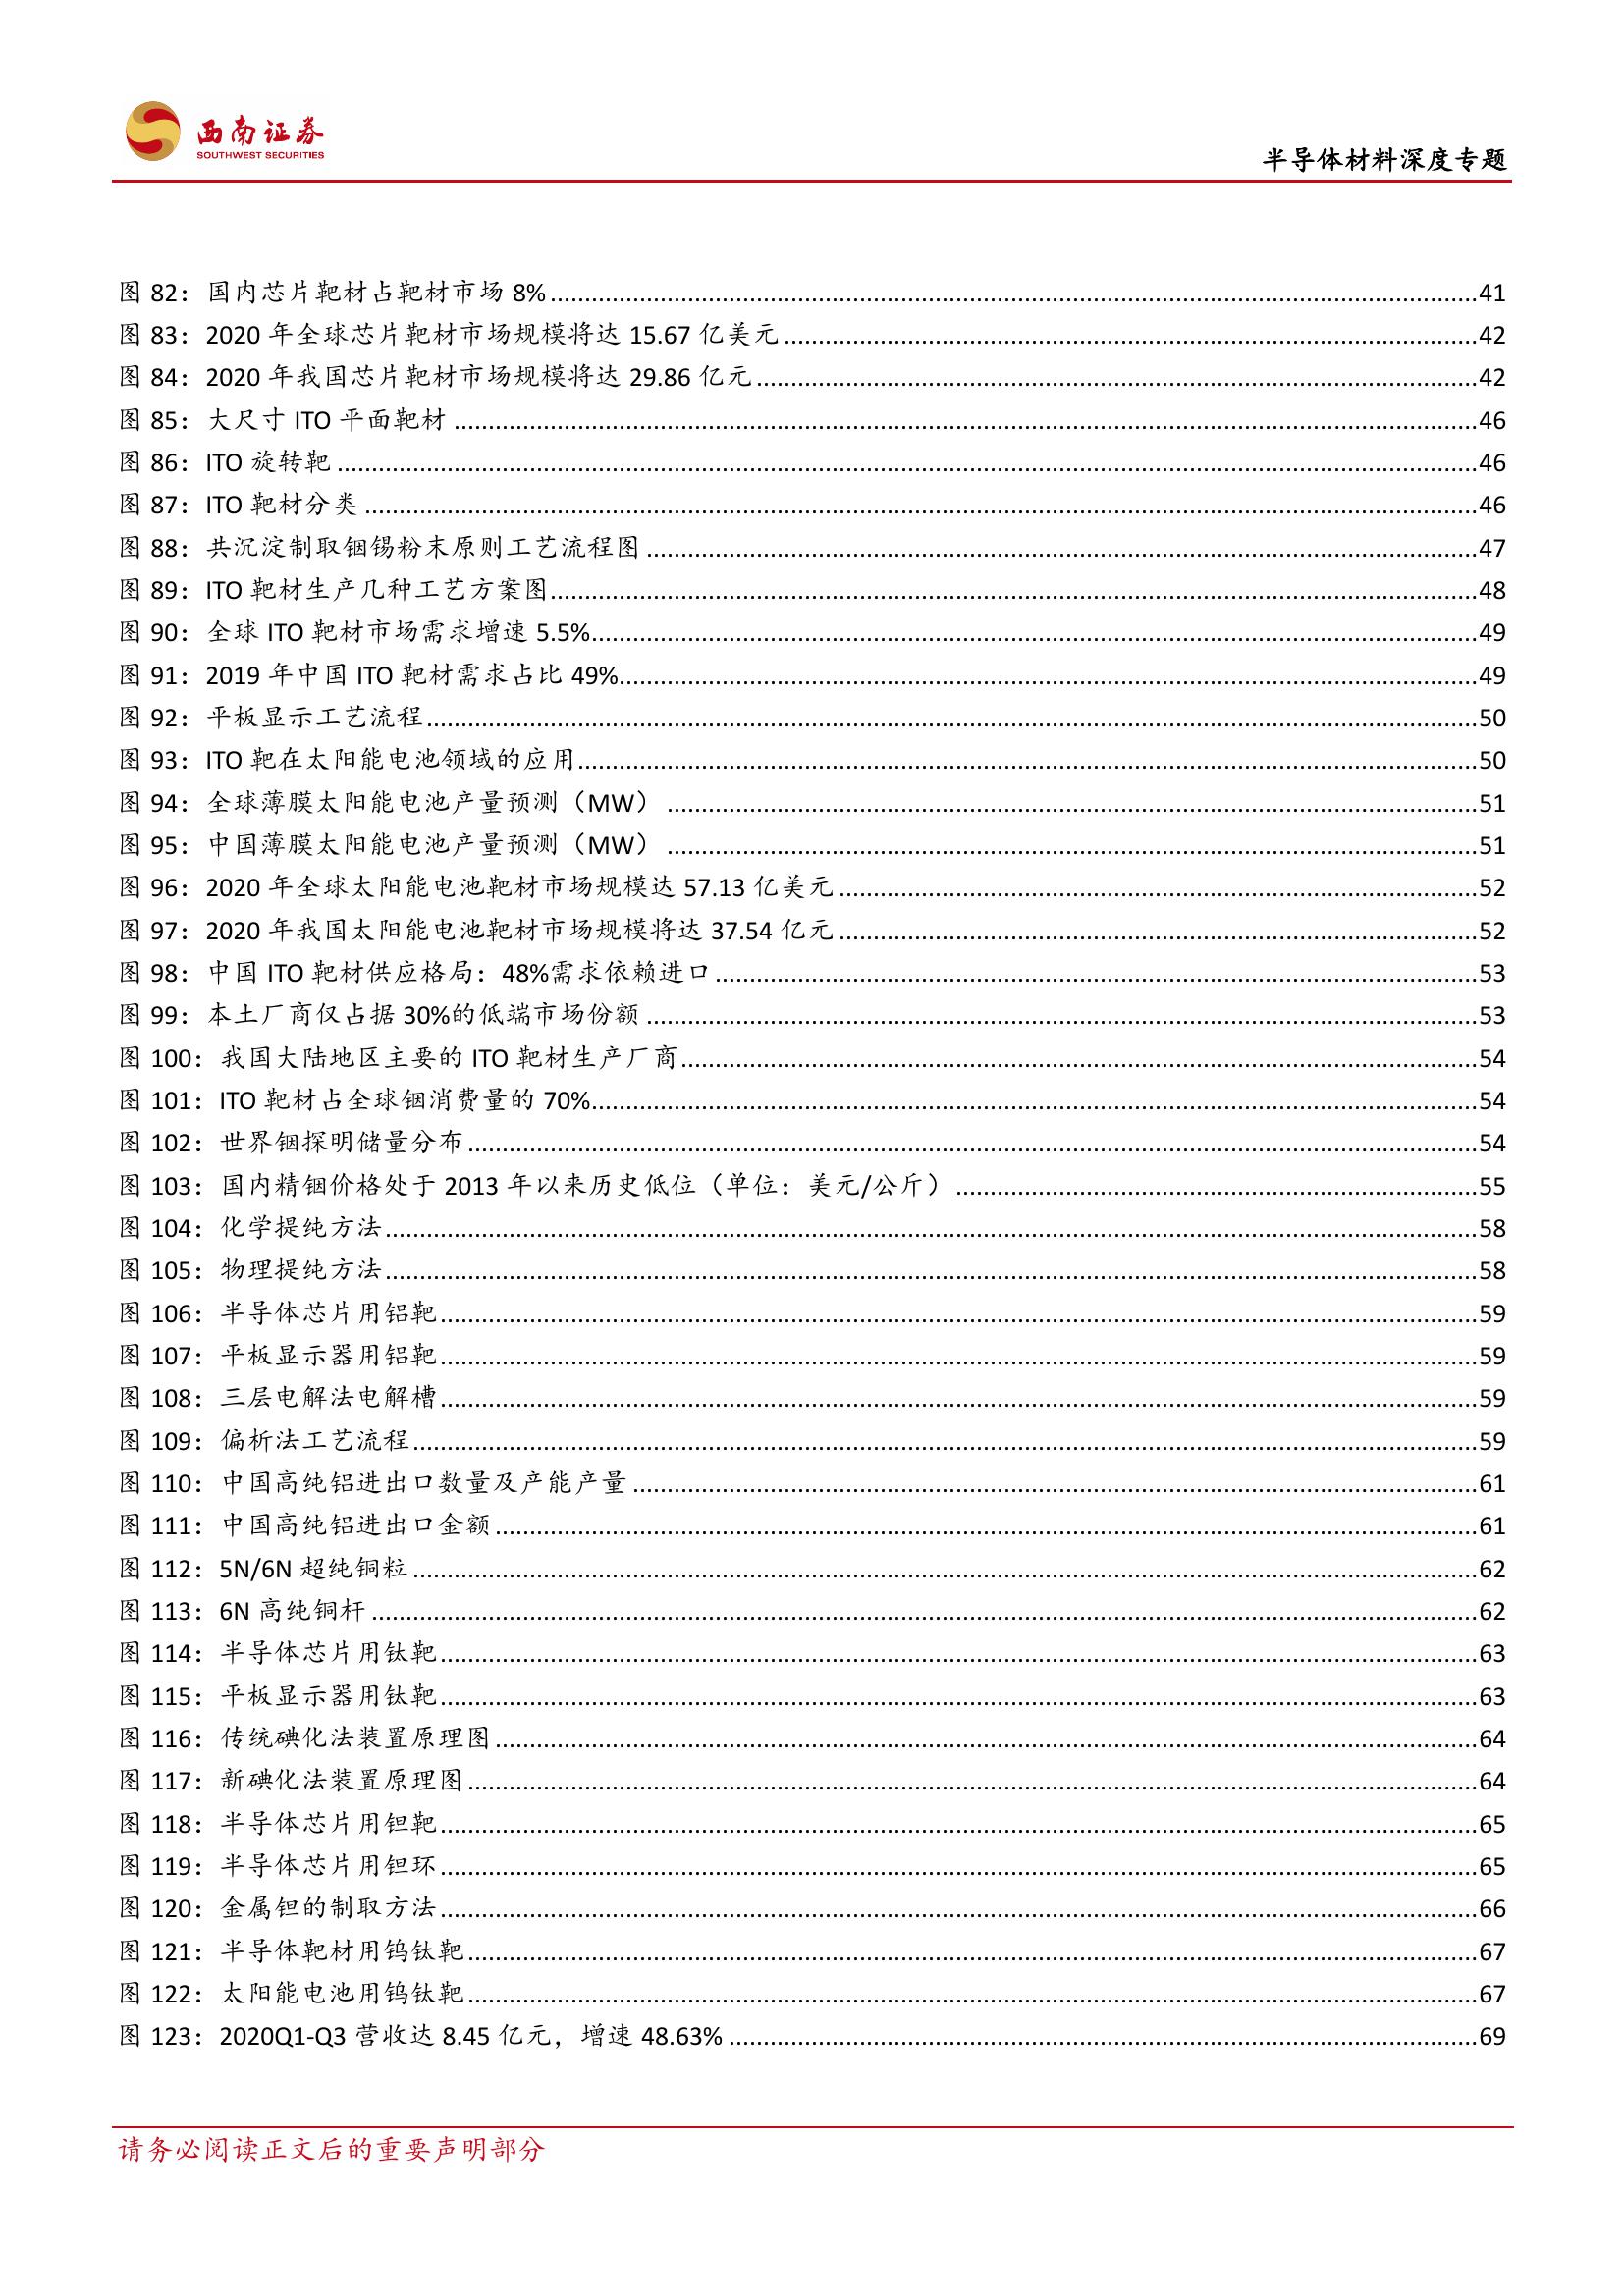 西南证券
SOUTHWEST SECURITIES
半导体材料深度专题
图 82：国内芯片靶材占靶材市场 8%........41
图 83：2020 年全球芯片靶材市场规模将达 15.67 亿美元........42
图 84：2020 年我国芯片靶材市场规模将达 29.86 亿元........42
图 85：大尺寸 ITO 平面靶材........46
图 86：ITO 旋转靶........46
图 87：ITO 靶材分类........46
图 88：共沉淀制取铟锡粉末原则工艺流程图........47
图 89：ITO 靶材生产几种工艺方案图........48
图 90：全球 ITO 靶材市场需求增速 5.5%........49
图 91：2019 年中国 ITO 靶材需求占比 49%........49
图 92：平板显示工艺流程........50
图 93：ITO 靶在太阳能电池领域的应用........50
图 94：全球薄膜太阳能电池产量预测（MW）........51
图 95：中国薄膜太阳能电池产量预测（MW）........51
图 96：2020 年全球太阳能电池靶材市场规模达 57.13 亿美元........52
图 97：2020 年我国太阳能电池靶材市场规模将达 37.54 亿元........52
图 98：中国 ITO 靶材供应格局：48%需求依赖进口........53
图 99：本土厂商仅占据 30%的低端市场份额........53
图 100：我国大陆地区主要的 ITO 靶材生产厂商........54
图 101：ITO 靶材占全球铟消费量的 70%........54
图 102：世界铟探明储量分布........54
图 103：国内精铟价格处于 2013 年以来历史低位（单位：美元/公斤）........55
图 104：化学提纯方法........58
图 105：物理提纯方法........58
图 106：半导体芯片用铝靶........59
图 107：平板显示器用铝靶........59
图 108：三层电解法电解槽........59
图 109：偏析法工艺流程........59
图 110：中国高纯铝进出口数量及产能产量........61
图 111：中国高纯铝进出口金额........61
图 112：5N/6N 超纯铜粒........62
图 113：6N 高纯铜杆........62
图 114：半导体芯片用钛靶........63
图 115：平板显示器用钛靶........63
图 116：传统碘化法装置原理图........64
图 117：新碘化法装置原理图........64
图 118：半导体芯片用钽靶........65
图 119：半导体芯片用钽环........65
图 120：金属钽的制取方法........66
图 121：半导体靶材用钨钛靶........67
图 122：太阳能电池用钨钛靶........67
图 123：2020Q1-Q3 营收达 8.45 亿元，增速 48.63%........69
请务必阅读正文后的重要声明部分